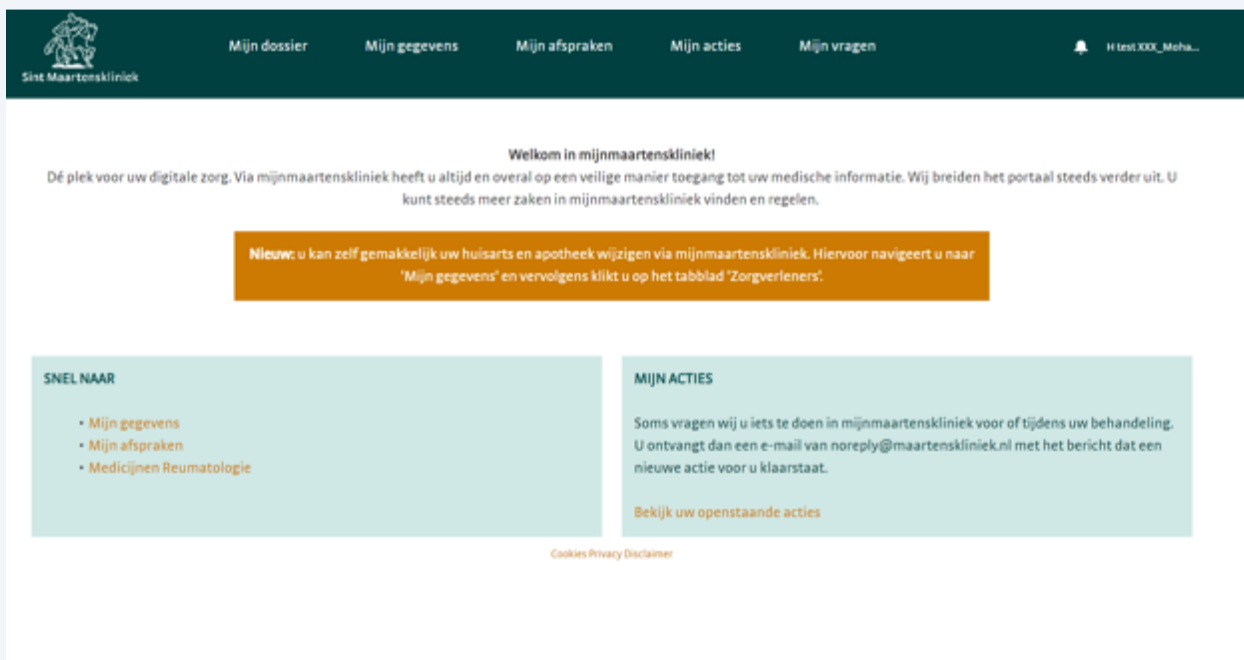 Sint Maartenskliniek
Mijn dossier
Mijn gegevens
Mijn afspraken
Mijn acties
Mijn vragen
H test XXX_Moha...
Welkom in mijnmaartenskliniek!
Dé plek voor uw digitale zorg. Via mijnmaartenskliniek heeft u altijd en overal op een veilige manier toegang tot uw medische informatie. Wij breiden het portaal steeds verder uit. U
kunt steeds meer zaken in mijnmaartenskliniek vinden en regelen.
Nieuw: u kan zelf gemakkelijk uw huisarts en apotheek wijzigen via mijnmaartenskliniek. Hiervoor navigeert u naar
'Mijn gegevens' en vervolgens klikt u op het tabblad 'Zorgverleners'.
SNEL NAAR
• Mijn gegevens
• Mijn afspraken
• Medicijnen Reumatologie
MIJN ACTIES
Soms vragen wij u iets te doen in mijnmaartenskliniek voor of tijdens uw behandeling.
U ontvangt dan een e-mail van noreply@maartenskliniek.nl met het bericht dat een
nieuwe actie voor u klaarstaat.
Bekijk uw openstaande acties
Cookies Privacy Disclaimer